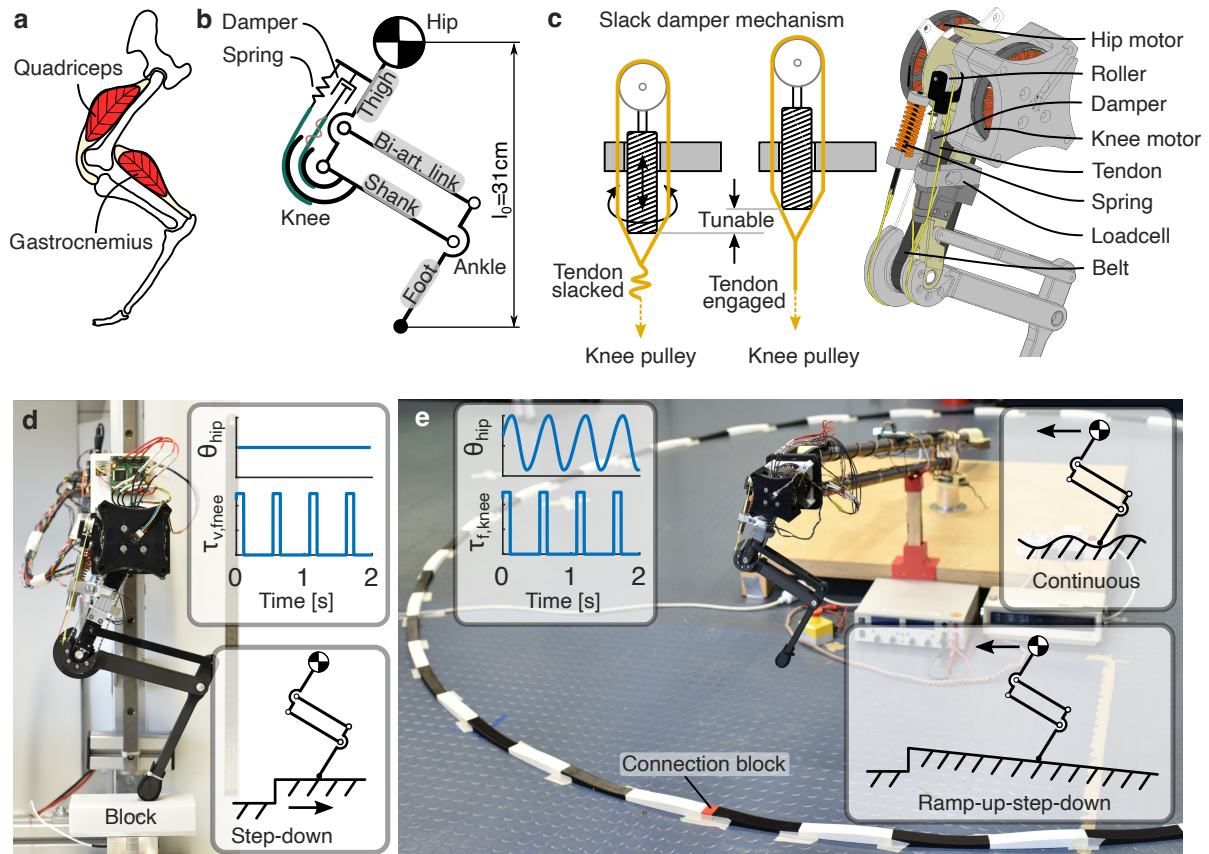 a
Quadriceps
Gastrocnemius
b
Damper
Spring
Hip
Thigh
Bi-art. link
Shank
Knee
Ankle
Foot
l0=31cm
c
Slack damper mechanism
Tunable
Tendon
slacked
Tendon
engaged
Knee pulley
Knee pulley
Hip motor
Roller
Damper
Knee motor
Tendon
Spring
Loadcell
Belt
d
θhip
τv,fnee
0
1
2
Time [s]
Block
Step-down
e
θhip
τf,knee
0
1
2
Time [s]
Continuous
Connection block
Ramp-up-step-down